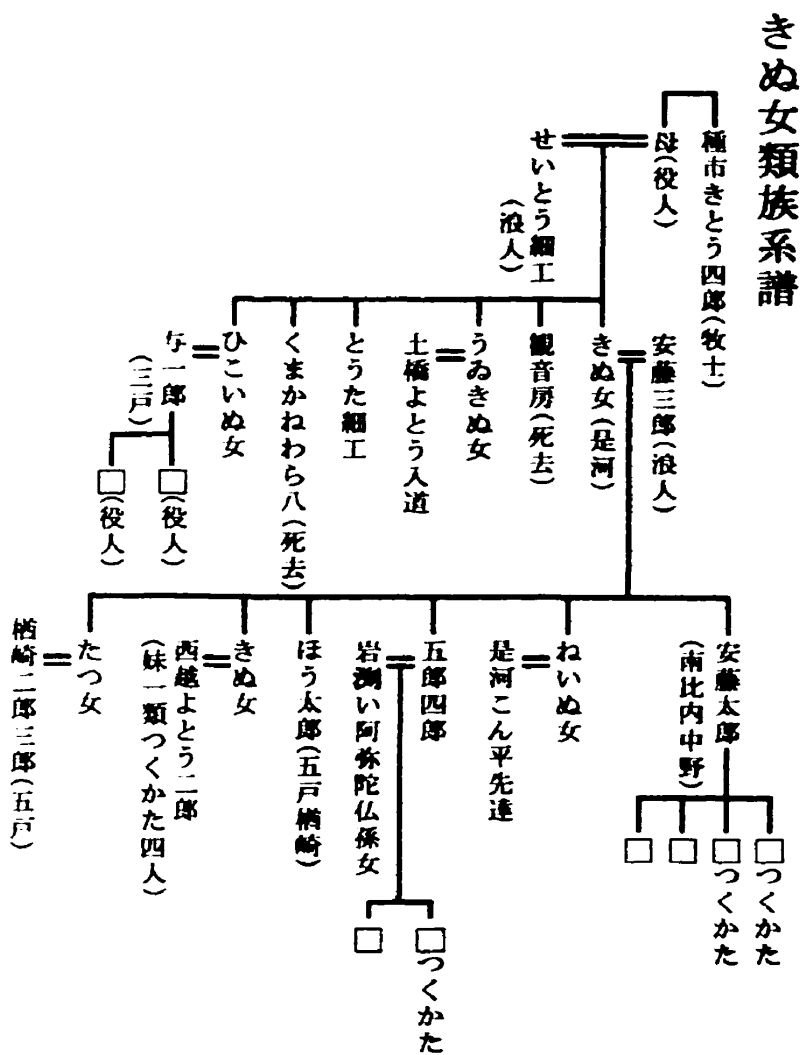 きぬ女類族系譜
種市きとう四郎(牧士)
母(役人)
せいとう細工
(浪人)
安藤三郎(浪人)
きぬ女(是河)
観音房(死去)
うゐきぬ女
土橋よとう入道
とうた細工
くまかねわら八(死去)
ひこいぬ女
与一郎
(三戸)
□(役人)
□(役人)
安藤太郎
(南比内中野)
□つくかた
□つくかた
□
□
ねいぬ女
是河こん平先達
五郎四郎
岩渕い阿弥陀仏孫女
□つくかた
□
ほう太郎(五戸楢崎)
きぬ女
西越よとう二郎
(妹一類つくかた四人)
たつ女
楢崎二郎三郎(五戸)